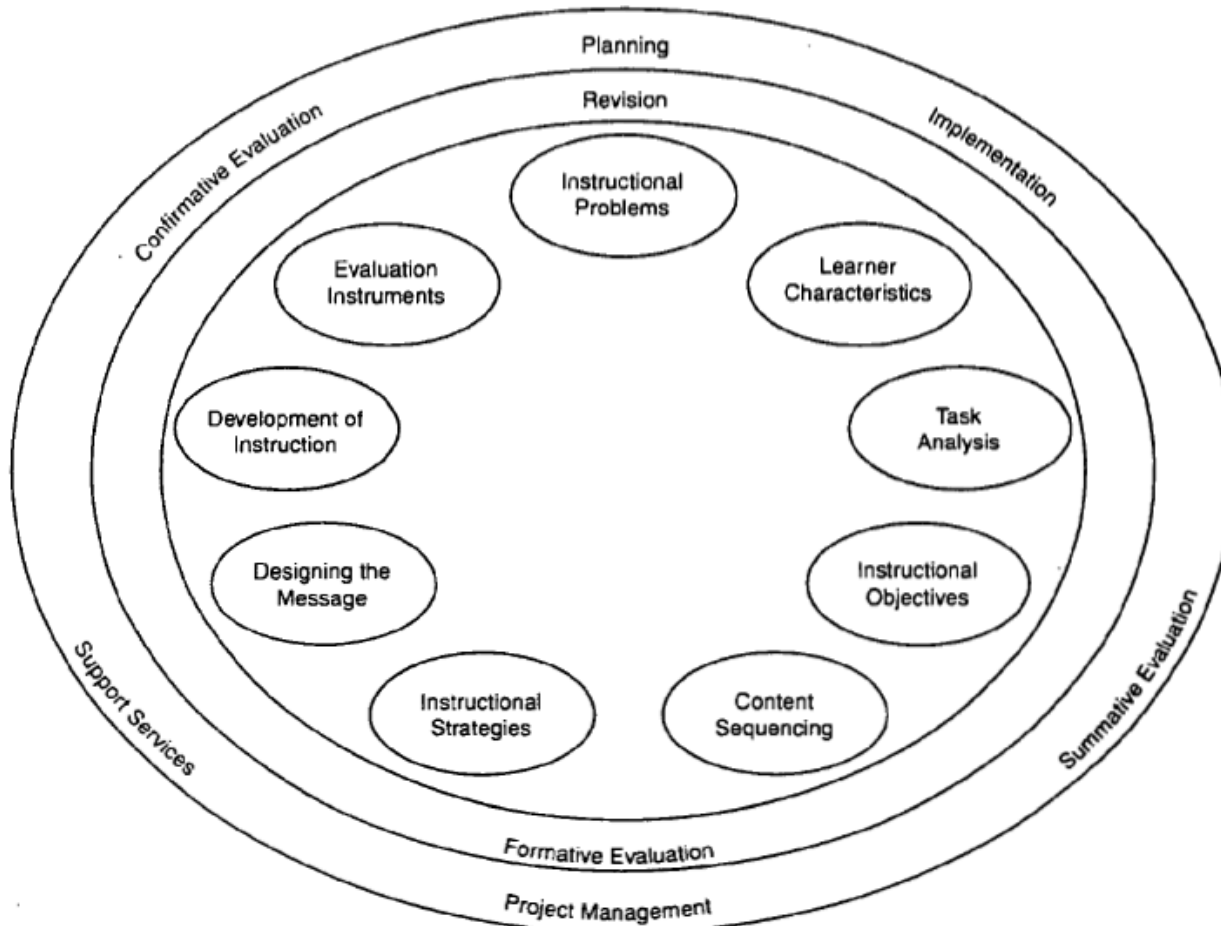 Planning
Revision
Confirmative Evaluation
Implementation
Instructional
Problems
Learner
Characteristics
Task
Analysis
Instructional
Objectives
Content
Sequencing
Instructional
Strategies
Designing the
Message
Development of
Instruction
Evaluation
Instruments
Support Services
Summative Evaluation
Formative Evaluation
Project Management